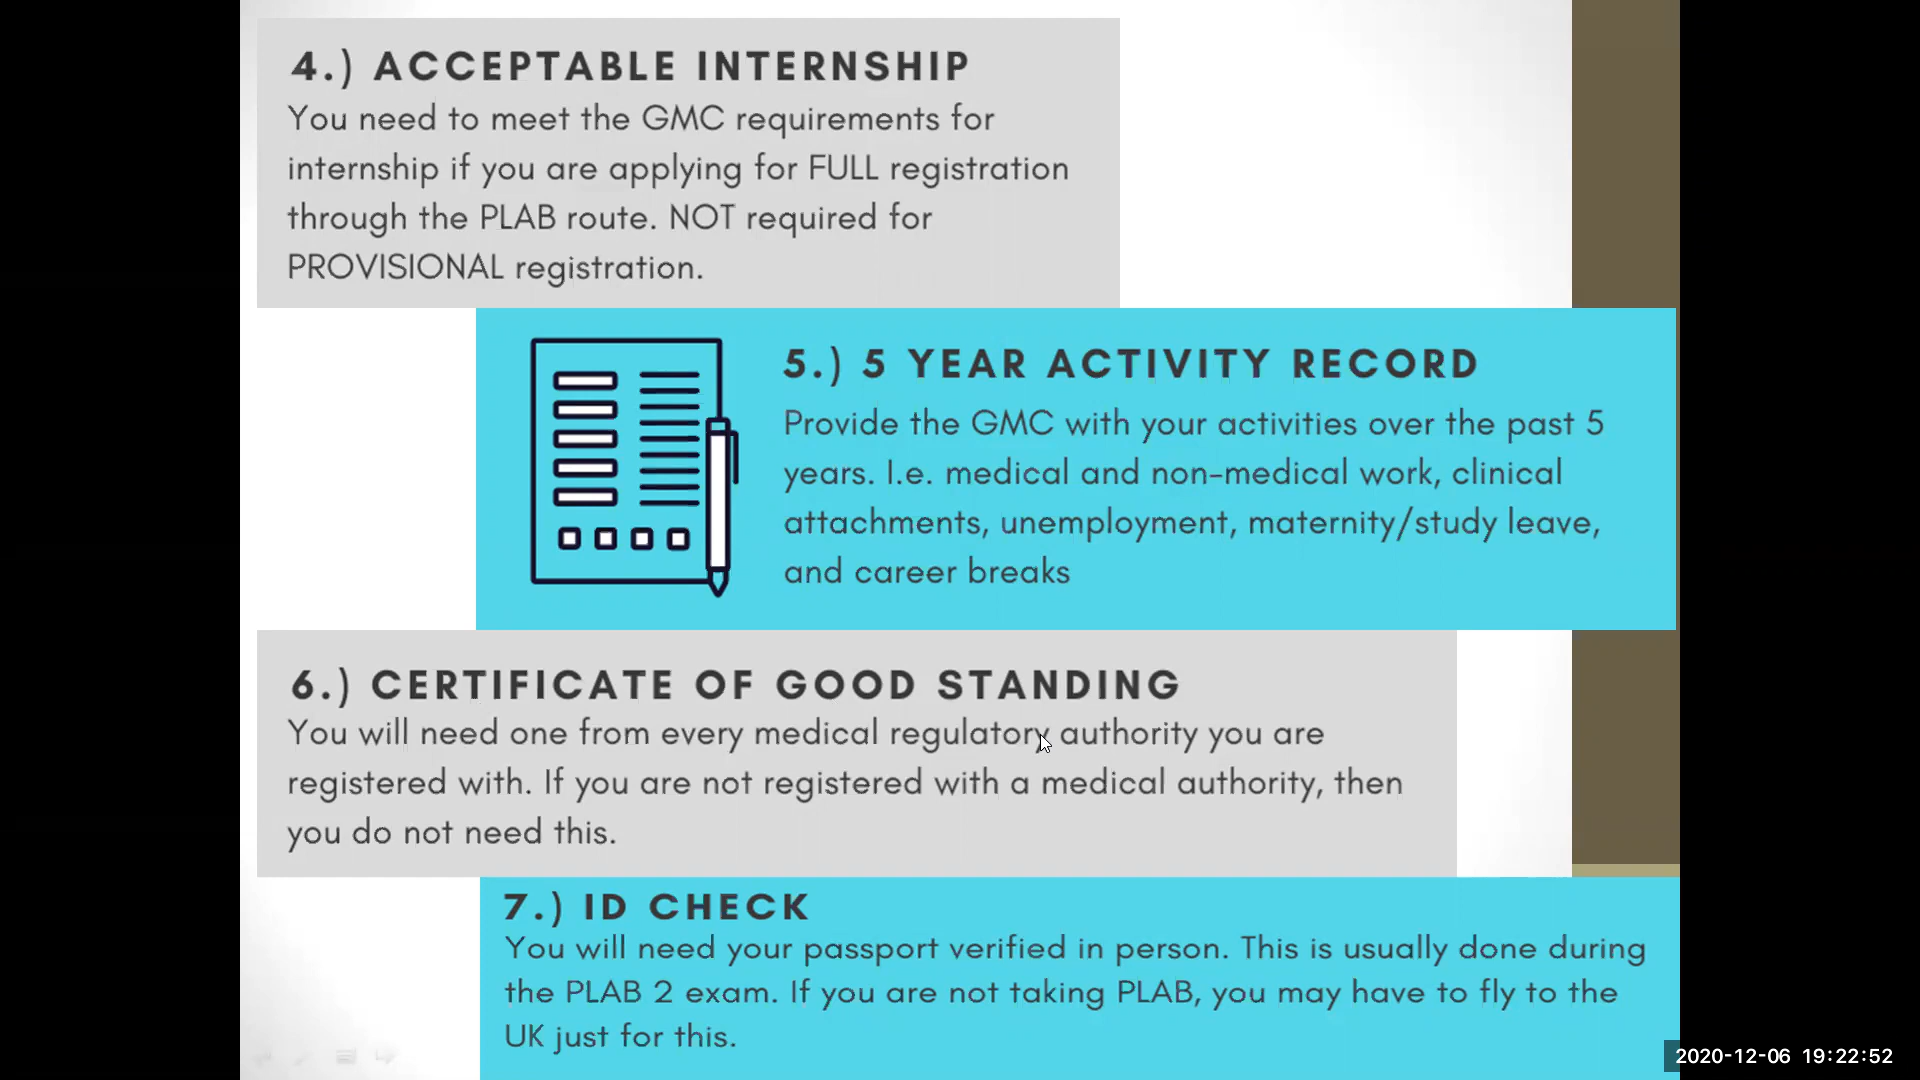 4.) ACCEPTABLE INTERNSHIP
You need to meet the GMC requirements for
internship if you are applying for FULL registration
through the PLAB route. NOT required for
PROVISIONAL registration.
5.) 5 YEAR ACTIVITY RECORD
Provide the GMC with your activities over the past 5
years. I.e. medical and non-medical work, clinical
attachments, unemployment, maternity/study leave,
and career breaks
6.) CERTIFICATE OF GOOD STANDING
You will need one from every medical regulatory authority you are
registered with. If you are not registered with a medical authority, then
you do not need this.
7.) ID CHECK
You will need your passport verified in person. This is usually done during
the PLAB 2 exam. If you are not taking PLAB, you may have to fly to the
UK just for this.
2020-12-06 19:22:52